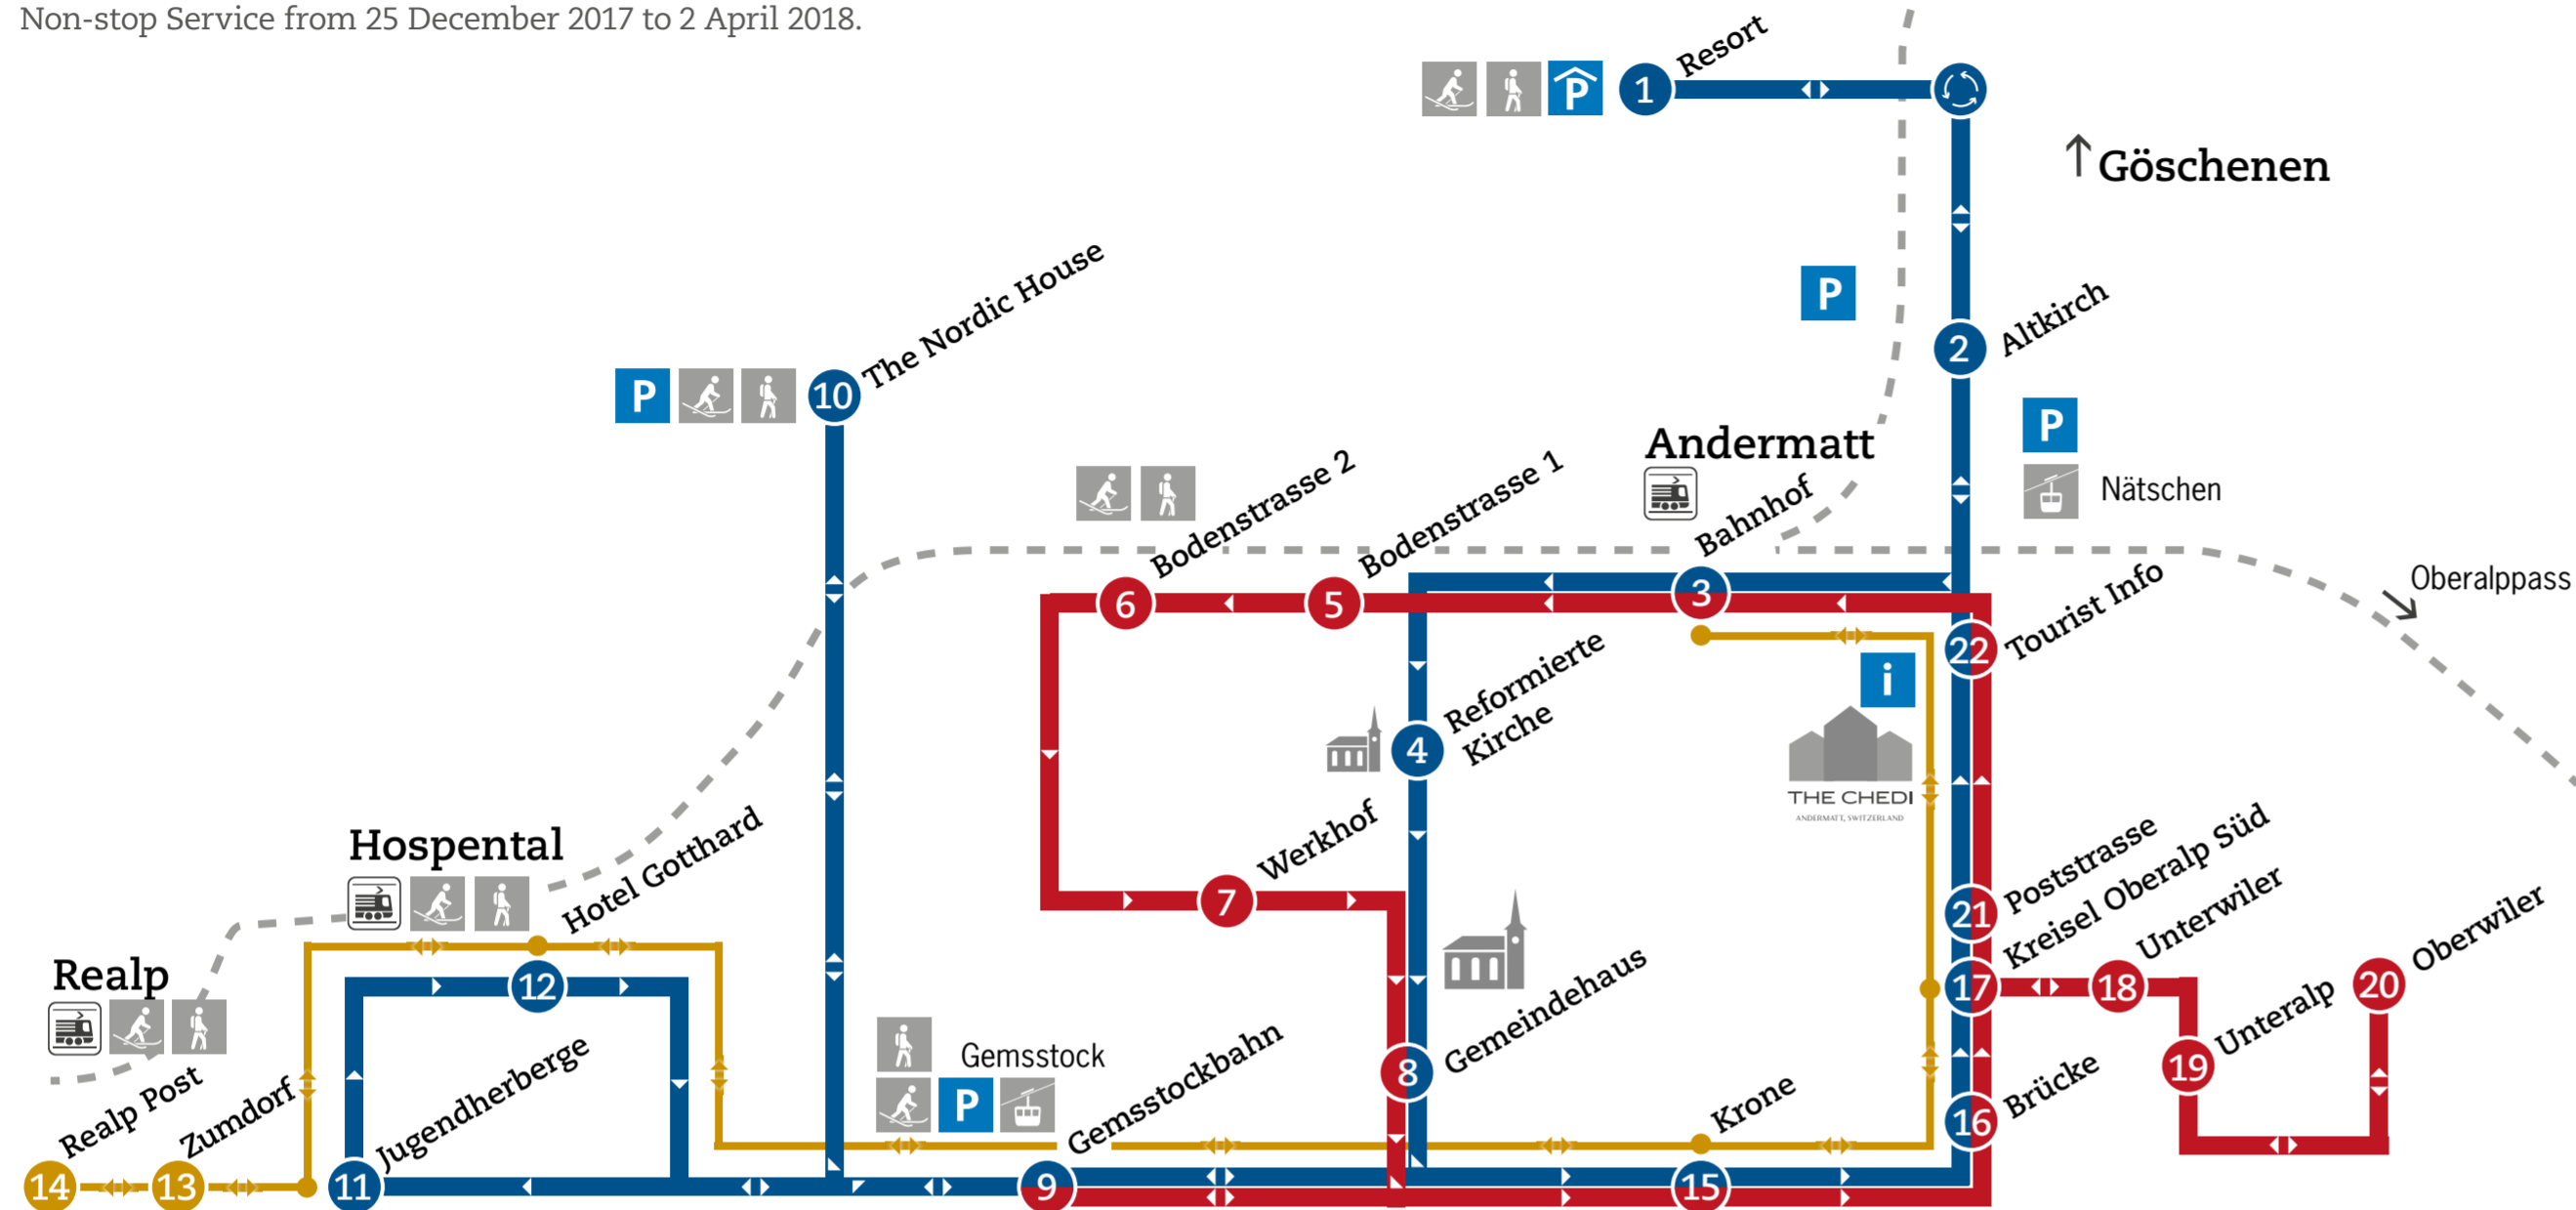 Non-stop Service from 25 December 2017 to 2 April 2018.
1 Resort
P
Göschenen
P
2 Altkirch
10 The Nordic House
P
P
Nätschen
Andermatt
Bahnhof
3
Bodenstrasse 2
6
Bodenstrasse 1
5
Oberalppass
22 Tourist Info
i
THE CHEDI
ANDERMATT, SWITZERLAND
4 Reformierte
Kirche
7 Werkhof
Hospental
Hotel Gotthard
12
21 Poststrasse
17 Kreisel Oberalp Süd
18 Unterwiler
19 Unteralp
20 Oberwiler
16 Brücke
Realp
14 Realp Post
13 Zumdorf
11 Jugendherberge
Gemsstock
P
9 Gemsstockbahn
8 Gemeindehaus
15 Krone